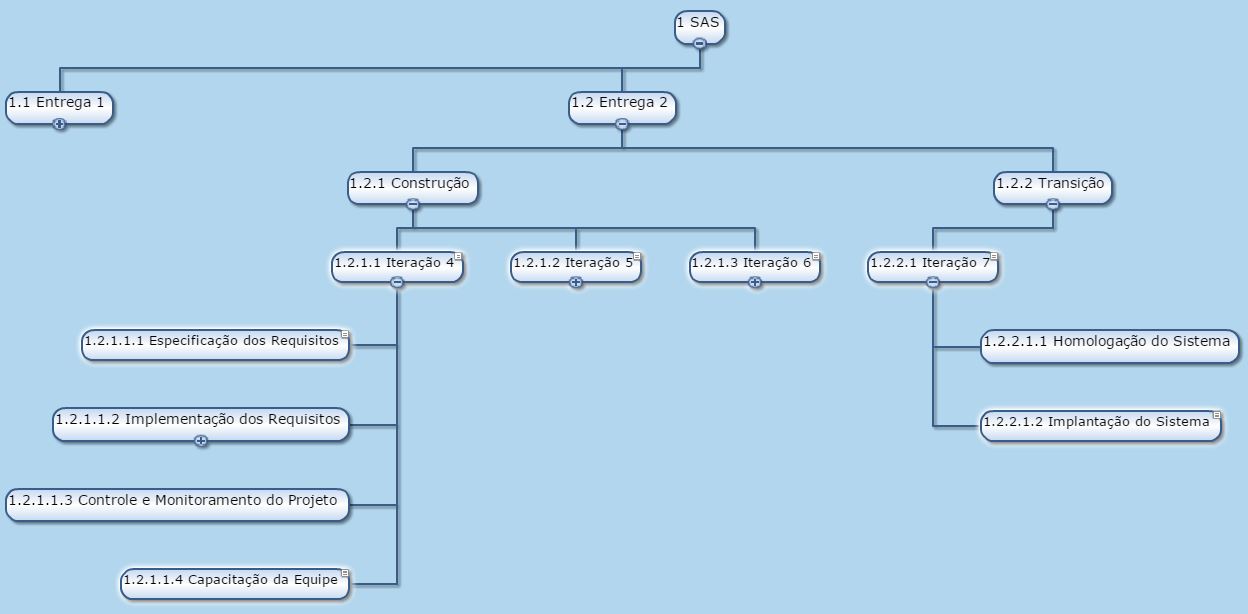 1 SAS
1.1 Entrega 1
1.2 Entrega 2
1.2.1 Construção
1.2.2 Transição
1.2.1.1 Iteração 4
1.2.1.2 Iteração 5
1.2.1.3 Iteração 6
1.2.2.1 Iteração 7
1.2.1.1.1 Especificação dos Requisitos
1.2.2.1.1 Homologação do Sistema
1.2.1.1.2 Implementação dos Requisitos
1.2.2.1.2 Implantação do Sistema
1.2.1.1.3 Controle e Monitoramento do Projeto
1.2.1.1.4 Capacitação da Equipe